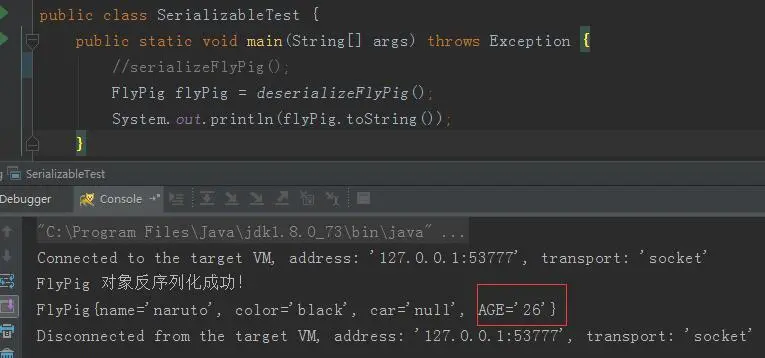 public class SerializableTest {
public static void main(String[] args) throws Exception {
//serializeFlyPig();
FlyPig flyPig = deserializeFlyPig();
System.out.println(flyPig.toString());
}
SerializableTest
Debugger Console
"C:\Program Files\Java\jdk1.8.0_73\bin\java" ...
Connected to the target VM, address: '127.0.0.1:53777', transport: 'socket'
FlyPig 对象反序列化成功!
FlyPig{name='naruto', color='black', car='null', AGE='26'}
Disconnected from the target VM, address: '127.0.0.1:53777', transport: 'socket'